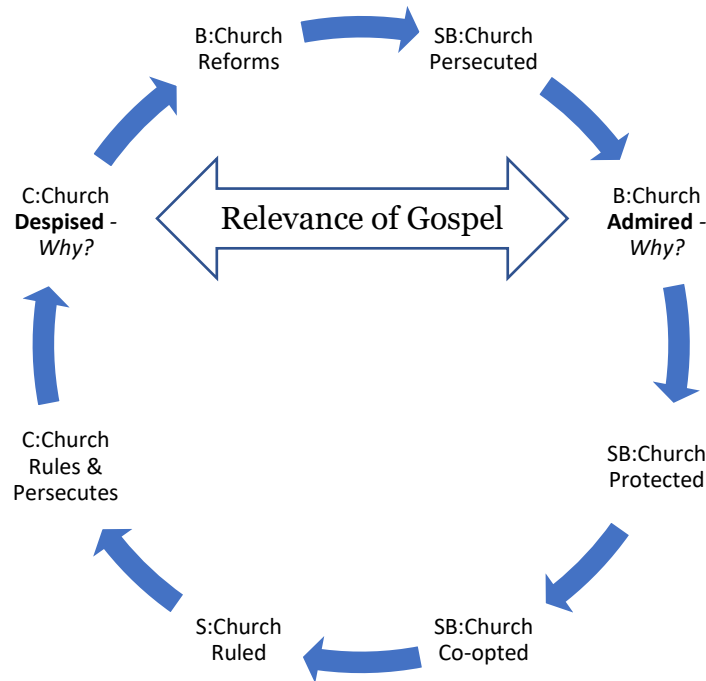 B:Church
Reforms
SB:Church
Persecuted
C:Church
Despised -
Why?
Relevance of Gospel
B:Church
Admired -
Why?
C:Church
Rules &
Persecutes
SB:Church
Protected
S:Church
Ruled
SB:Church
Co-opted